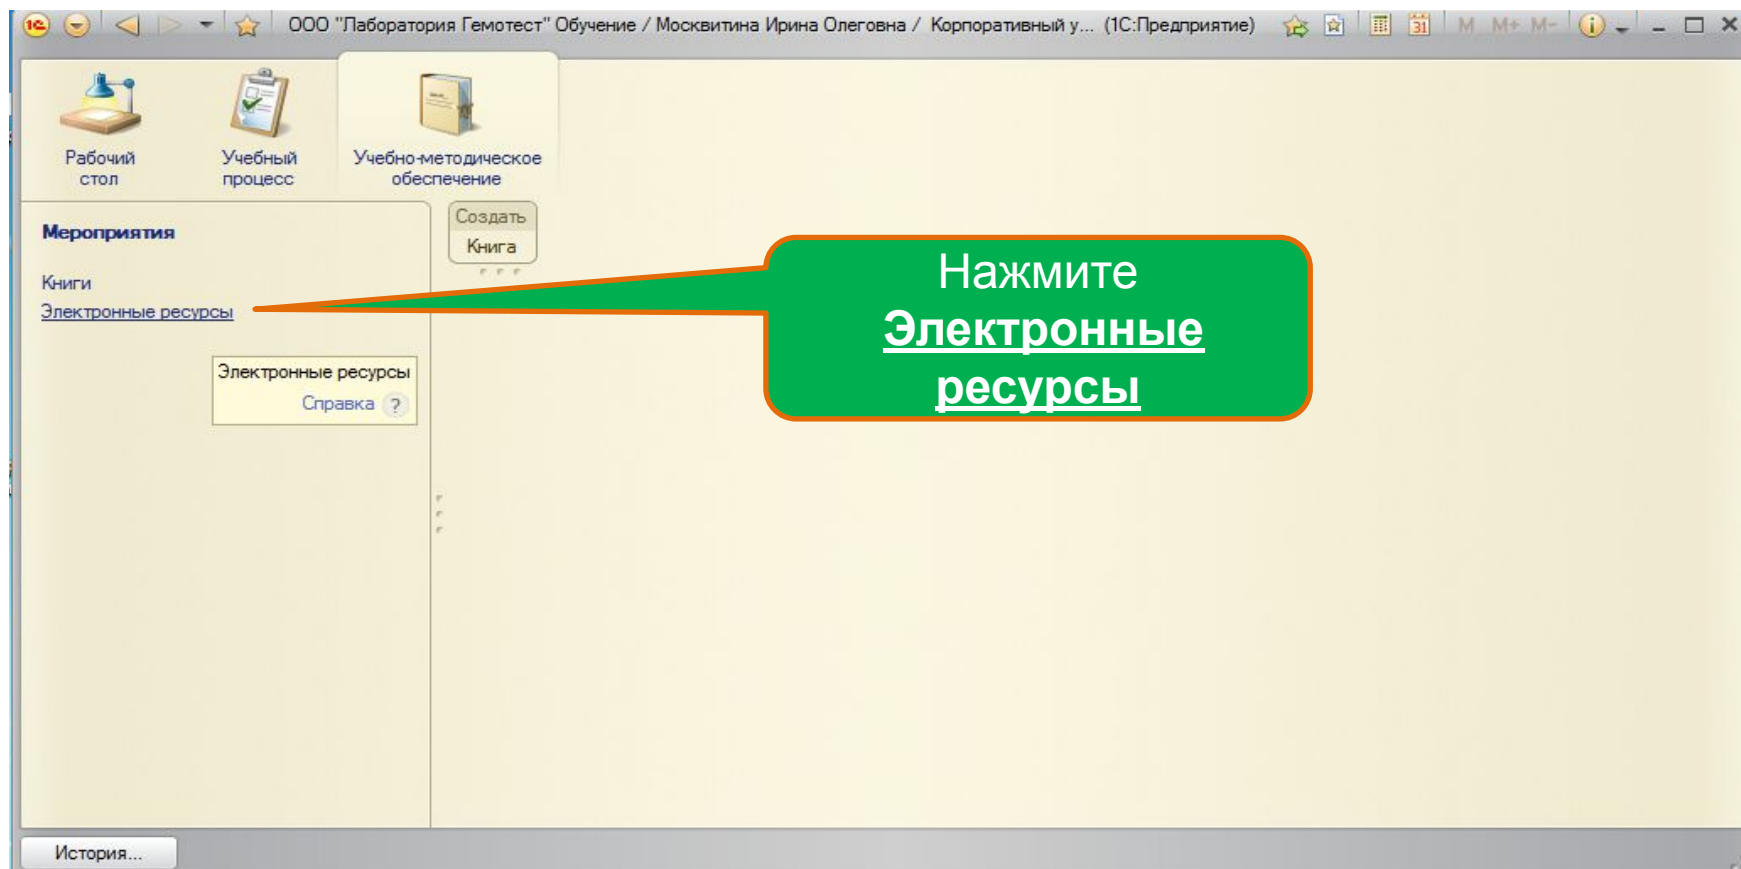 ООО "Лаборатория Гемотест" Обучение / Москвитина Ирина Олеговна / Корпоративный у... (1С:Предприятие)
31 M M+ M-
Рабочий
стол
Учебный
процесс
Учебно-методическое
обеспечение
Мероприятия
Книги
Электронные ресурсы
Электронные ресурсы
Справка ?
Создать
Книга
Нажмите
Электронные
ресурсы
История...